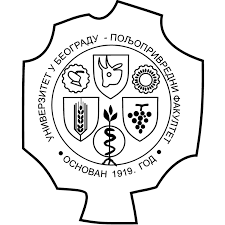 УНИВЕРЗИТЕТ У БЕОГРАДУ - ПОЉОПРИВРЕДНИ ФАКУЛТЕТ
• ОСНОВАН 1919. ГОД •